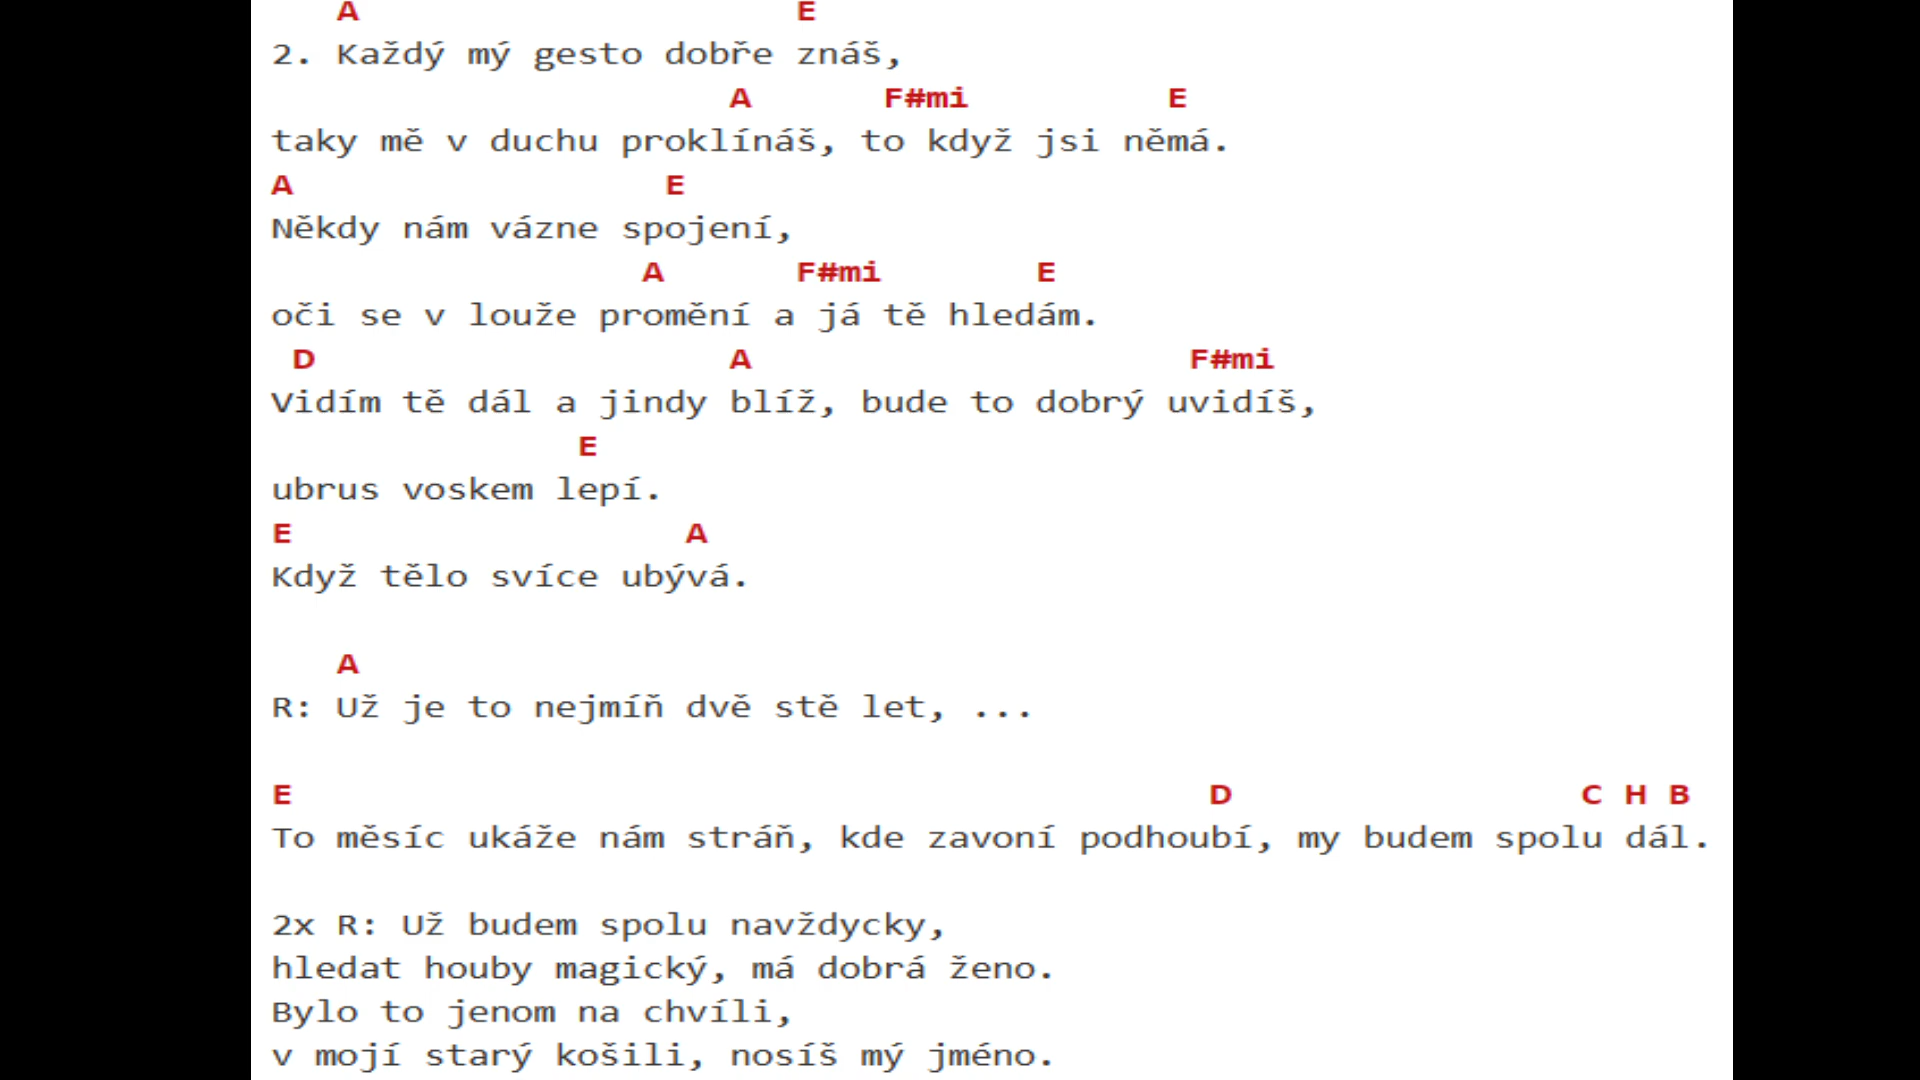 A E
2. Každý mý gesto dobře znáš,
A F#mi E
taky mě v duchu proklínáš, to když jsi němá.
A E
Někdy nám vázne spojení,
A F#mi E
oči se v louže promění a já tě hledám.
D A F#mi
Vidím tě dál a jindy blíž, bude to dobrý uvidíš,
E
ubrus voskem lepí.
E A
Když tělo svíce ubývá.
A
R: Už je to nejmíň dvě stě let, ...
E D C H B
To měsíc ukáže nám stráň, kde zavoní podhoubí, my budem spolu dál.
2x R: Už budem spolu navždycky,
hledat houby magický, má dobrá ženo.
Bylo to jenom na chvíli,
v mojí starý košili, nosíš mý jméno.